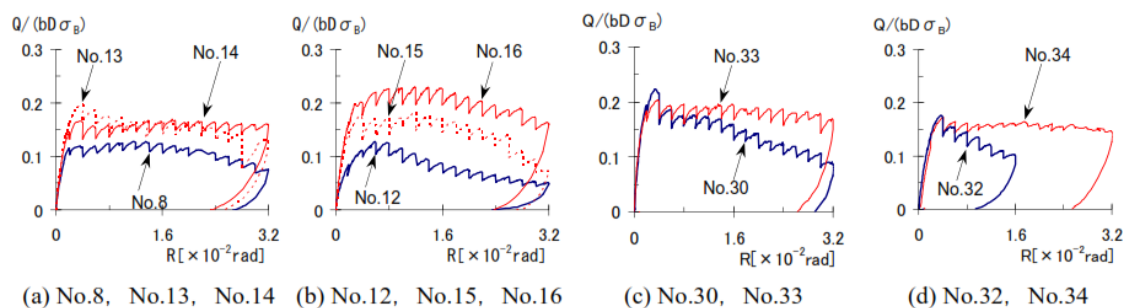 Q/(bDσB)
0.3
0.2
0.1
0
No.13
No.14
No.8
0
1.6
3.2
R[×10⁻²rad]
(a) No.8, No.13, No.14
Q/(bDσB)
0.3
0.2
0.1
0
No.15
No.16
No.12
0
1.6
3.2
R[×10⁻²rad]
(b) No.12, No.15, No.16
Q/(bDσB)
0.3
0.2
0.1
0
No.33
No.30
0
1.6
3.2
R[×10⁻²rad]
(c) No.30, No.33
Q/(bDσB)
0.3
0.2
0.1
0
No.34
No.32
0
1.6
3.2
R[×10⁻²rad]
(d) No.32, No.34